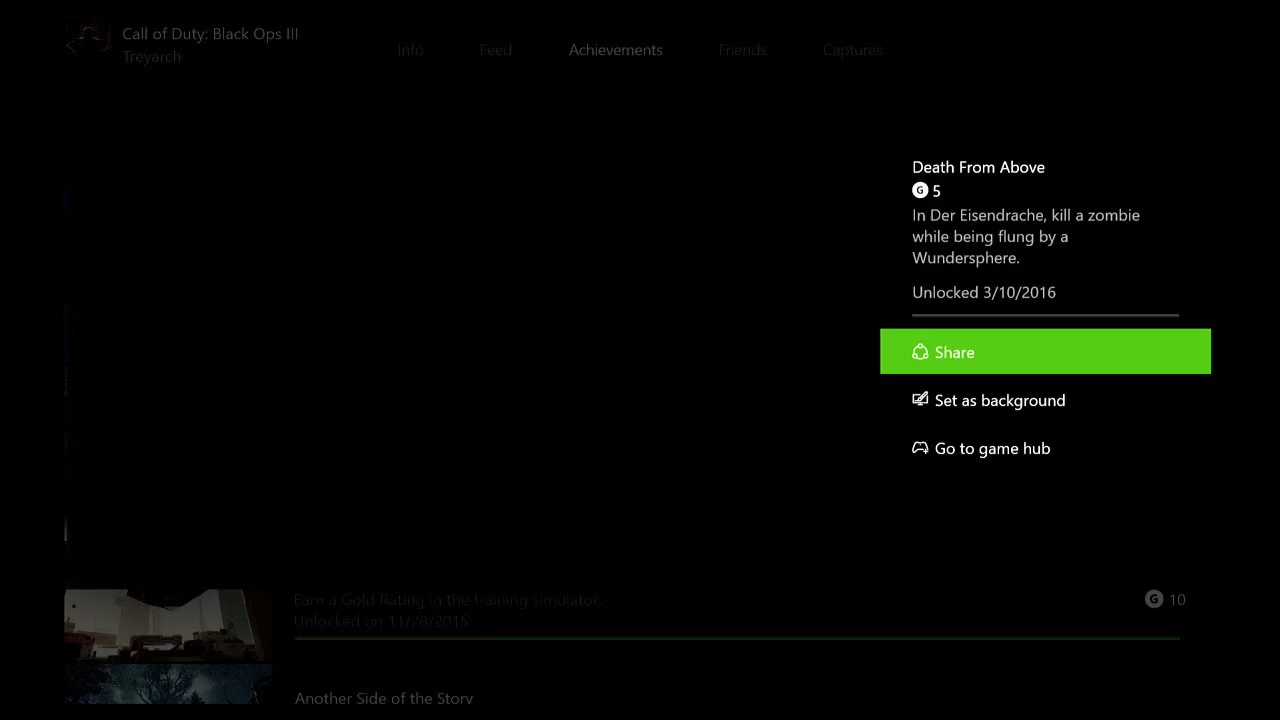 Call of Duty: Black Ops III
Treyarch
Info Feed Achievements Friends Captures
Death From Above
G 5
In Der Eisendrache, kill a zombie
while being flung by a
Wundersphere.
Unlocked 3/10/2016
Share
Set as background
Go to game hub
Earn a Gold Rating in the training simulator.
G 10
Unlocked on 11/28/2015
Another Side of the Story